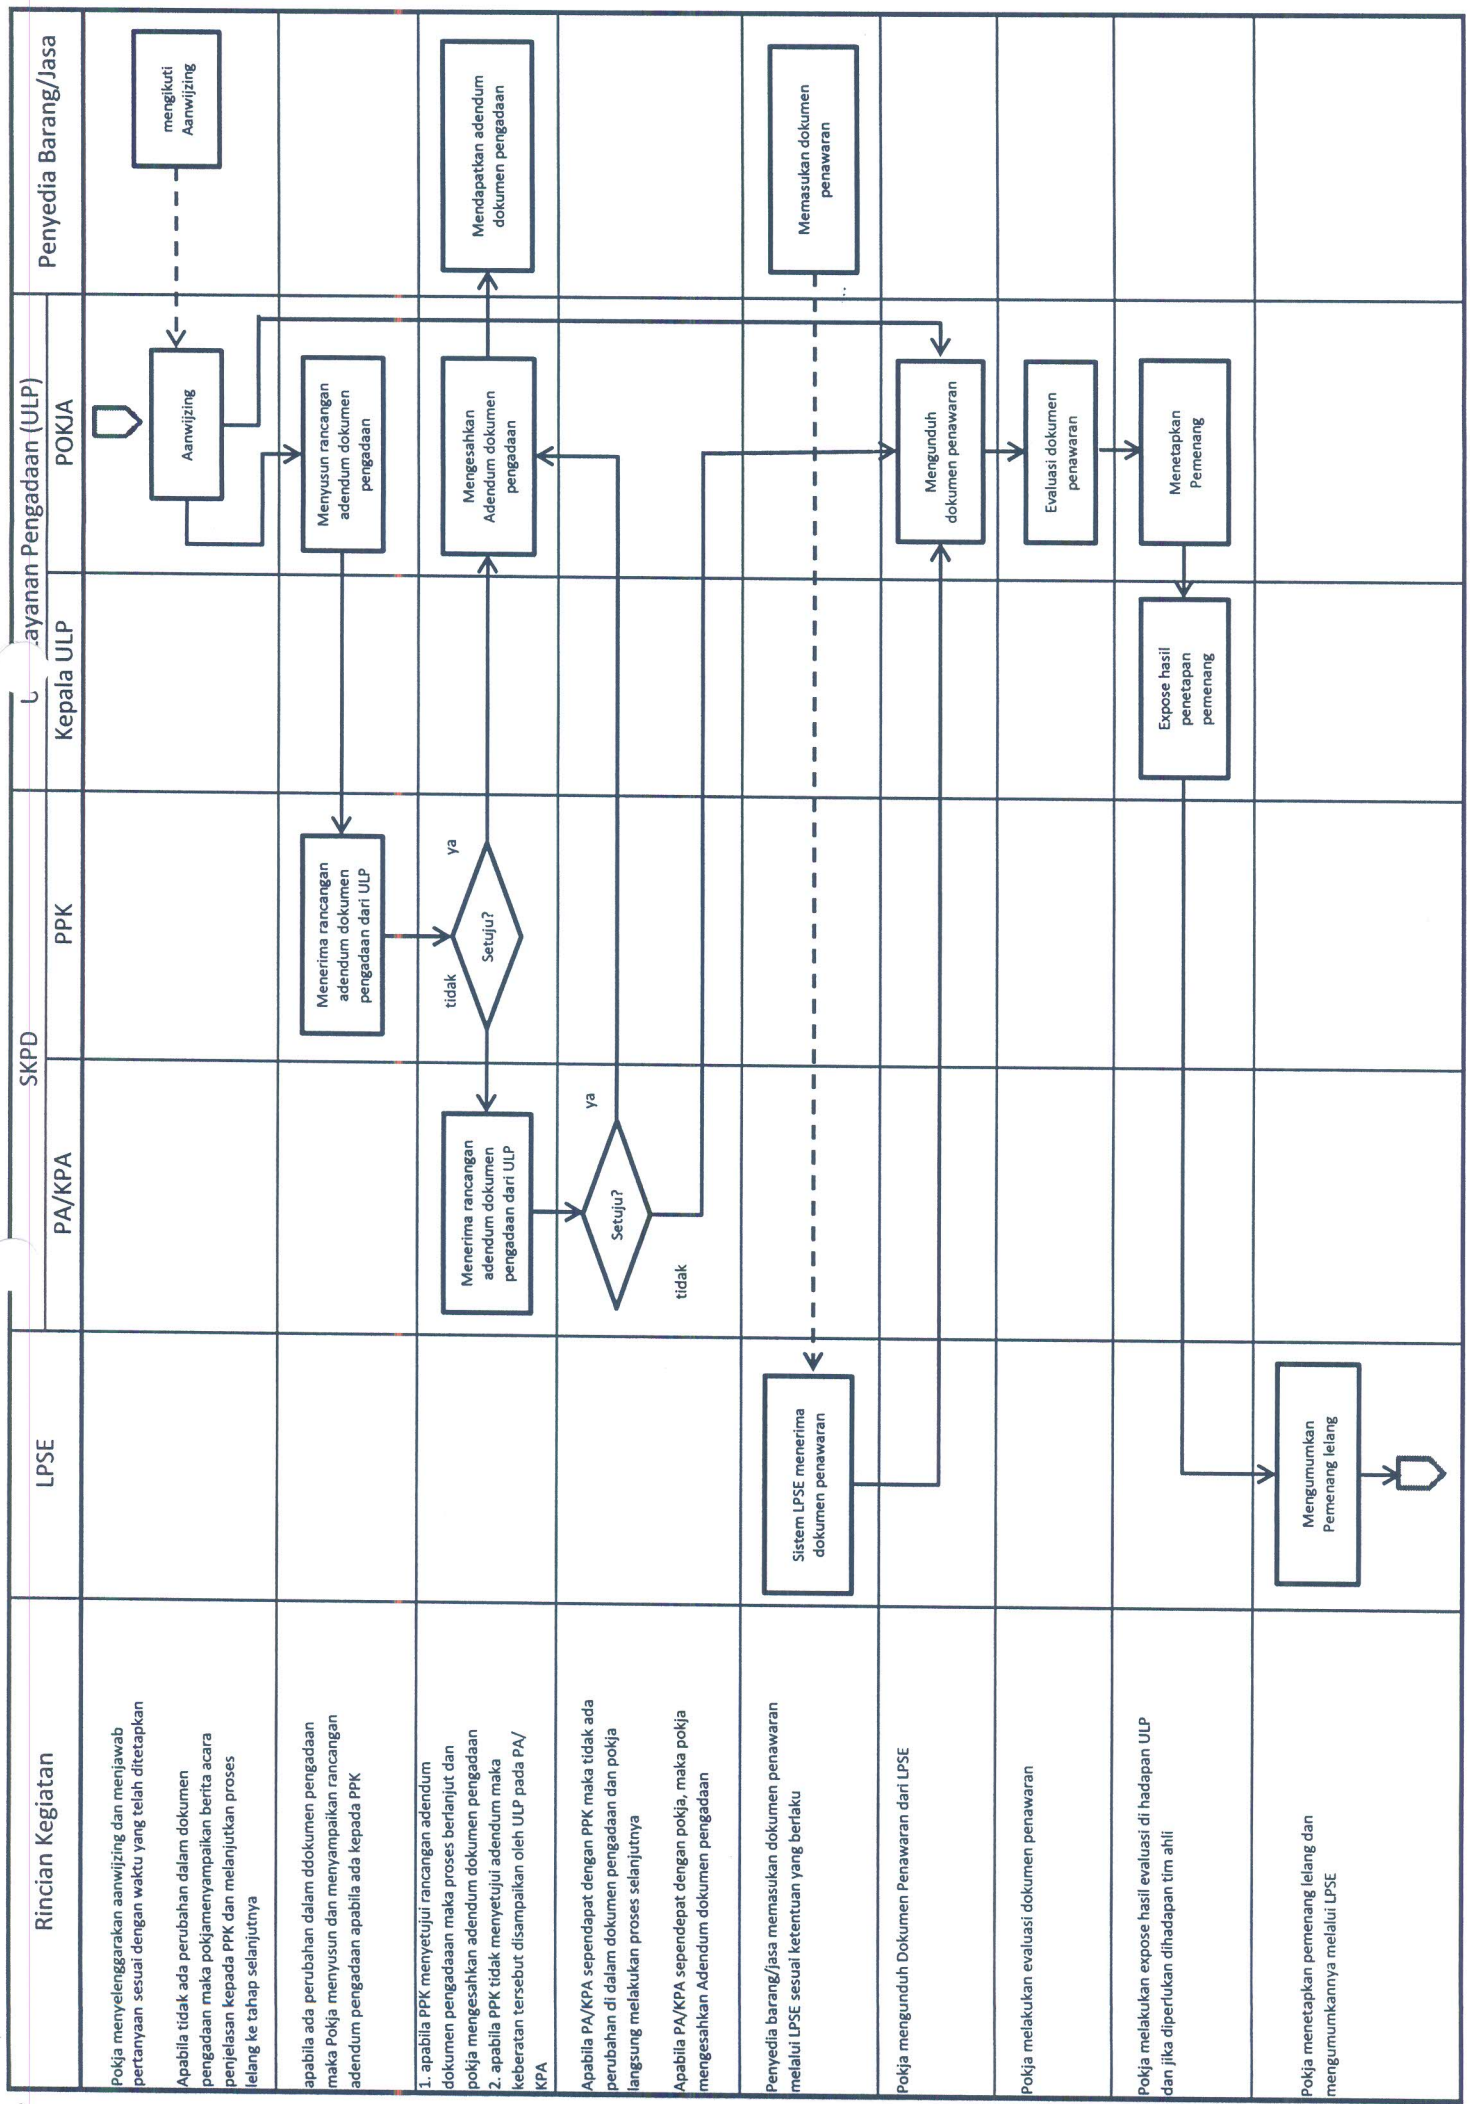 Rincian Kegiatan
LPSE
SKPD
PA/KPA
PPK
ayanan Pengadaan (ULP)
Kepala ULP
POKJA
Penyedia Barang/Jasa
Pokja menyelenggarakan aanwijzing dan menjawab
pertanyaan sesuai dengan waktu yang telah ditetapkan
Apabila tidak ada perubahan dalam dokumen
pengadaan maka pokjamenyampaikan berita acara
penjelasan kepada PPK dan melanjutkan proses
lelang ke tahap selanjutnya
Aanwijzing
mengikuti
Aanwijzing
apabila ada perubahan dalam ddokumen pengadaan
maka Pokja menyusun dan menyampaikan rancangan
adendum pengadaan apabila ada kepada PPK
Menerima rancangan
adendum dokumen
pengadaan dari ULP
Menyusun rancangan
adendum dokumen
pengadaan
1. apabila PPK menyetujui rancangan adendum
dokumen pengadaan maka proses berlanjut dan
pokja mengesahkan adendum dokumen pengadaan
2. apabila PPK tidak menyetujui adendum maka
keberatan tersebut disampaikan oleh ULP pada PA/
KPA
Menerima rancangan
adendum dokumen
pengadaan dari ULP
tidak
Setuju?
ya
Mengesahkan
Adendum dokumen
pengadaan
Mendapatkan adendum
dokumen pengadaan
Apabila PA/KPA sependapat dengan PPK maka tidak ada
perubahan di dalam dokumen pengadaan dan pokja
langsung melakukan proses selanjutnya
Apabila PA/KPA sependepat dengan pokja, maka pokja
mengesahkan Adendum dokumen pengadaan
Setuju?
ya
tidak
Penyedia barang/jasa memasukan dokumen penawaran
melalui LPSE sesuai ketentuan yang berlaku
Sistem LPSE menerima
dokumen penawaran
Memasukan dokumen
penawaran
Pokja mengunduh Dokumen Penawaran dari LPSE
Mengunduh
dokumen penawaran
Pokja melakukan evaluasi dokumen penawaran
Evaluasi dokumen
penawaran
Pokja melakukan expose hasil evaluasi di hadapan ULP
dan jika diperlukan dihadapan tim ahli
Expose hasil
penetapan
pemenang
Menetapkan
Pemenang
Pokja menetapkan pemenang lelang dan
mengumumkannya melalui LPSE
Mengumumkan
Pemenang lelang